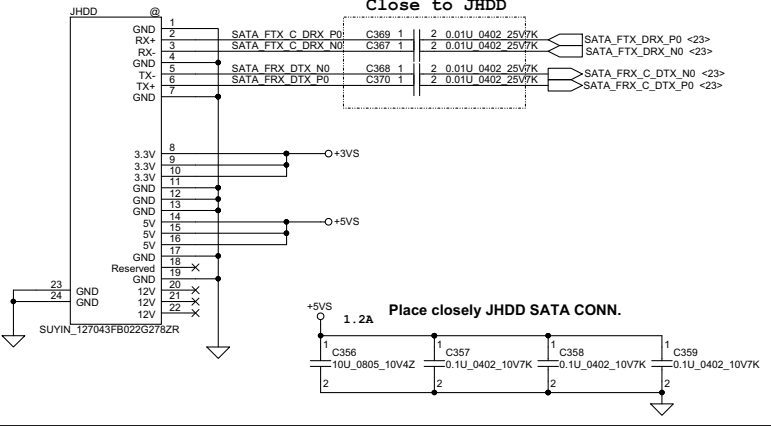 Close to JHDD
JHDD @
GND 1
RX+ 2 SATA_FTX_C_DRX_P0 C369 1 2 0.01U_0402_25V7K SATA_FTX_DRX_P0 <23>
RX- 3 SATA_FTX_C_DRX_N0 C367 1 2 0.01U_0402_25V7K SATA_FTX_DRX_N0 <23>
GND 4
TX- 5 SATA_FRX_DTX_N0 C368 1 2 0.01U_0402_25V7K SATA_FRX_C_DTX_N0 <23>
TX+ 6 SATA_FRX_DTX_P0 C370 1 2 0.01U_0402_25V7K SATA_FRX_C_DTX_P0 <23>
GND 7
3.3V 8 +3VS
3.3V 9
3.3V 10
GND 11
GND 12
GND 13
5V 14 +5VS
5V 15
5V 16
GND 17
Reserved 18
GND 19
23 GND 12V 20
24 GND 12V 21
12V 22
SUYIN_127043FB022G278ZR
+5VS
1.2A
Place closely JHDD SATA CONN.
1 1 1 1
C356 C357 C358 C359
10U_0805_10V4Z 0.1U_0402_10V7K 0.1U_0402_10V7K 0.1U_0402_10V7K
2 2 2 2